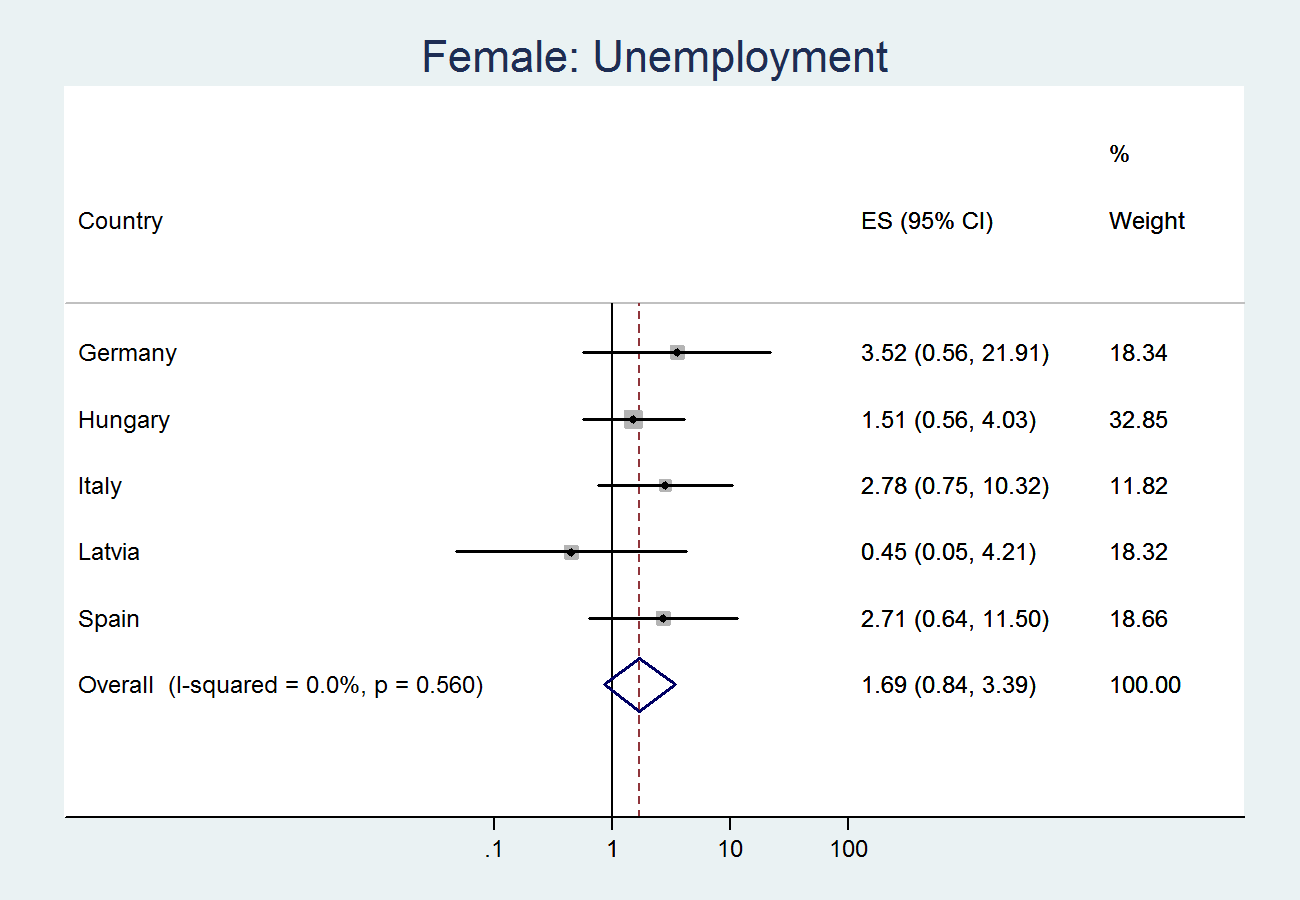 Female: Unemployment
%
Country ES (95% CI) Weight
Germany 3.52 (0.56, 21.91) 18.34
Hungary 1.51 (0.56, 4.03) 32.85
Italy 2.78 (0.75, 10.32) 11.82
Latvia 0.45 (0.05, 4.21) 18.32
Spain 2.71 (0.64, 11.50) 18.66
Overall (I-squared = 0.0%, p = 0.560) 1.69 (0.84, 3.39) 100.00
.1 1 10 100